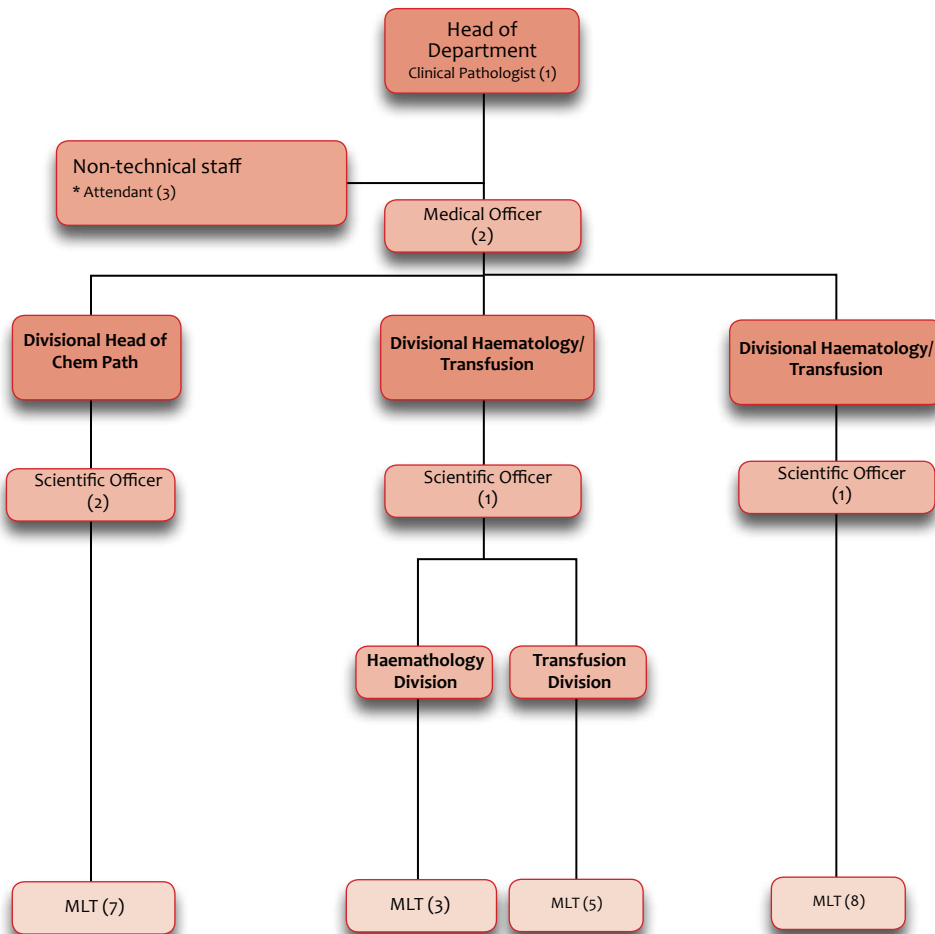 Head of
Department
Clinical Pathologist (1)
Non-technical staff
* Attendant (3)
Medical Officer
(2)
Divisional Head of
Chem Path
Divisional Haematology/
Transfusion
Divisional Haematology/
Transfusion
Scientific Officer
(2)
Scientific Officer
(1)
Scientific Officer
(1)
Haemathology
Division
Transfusion
Division
MLT (7)
MLT (3)
MLT (5)
MLT (8)